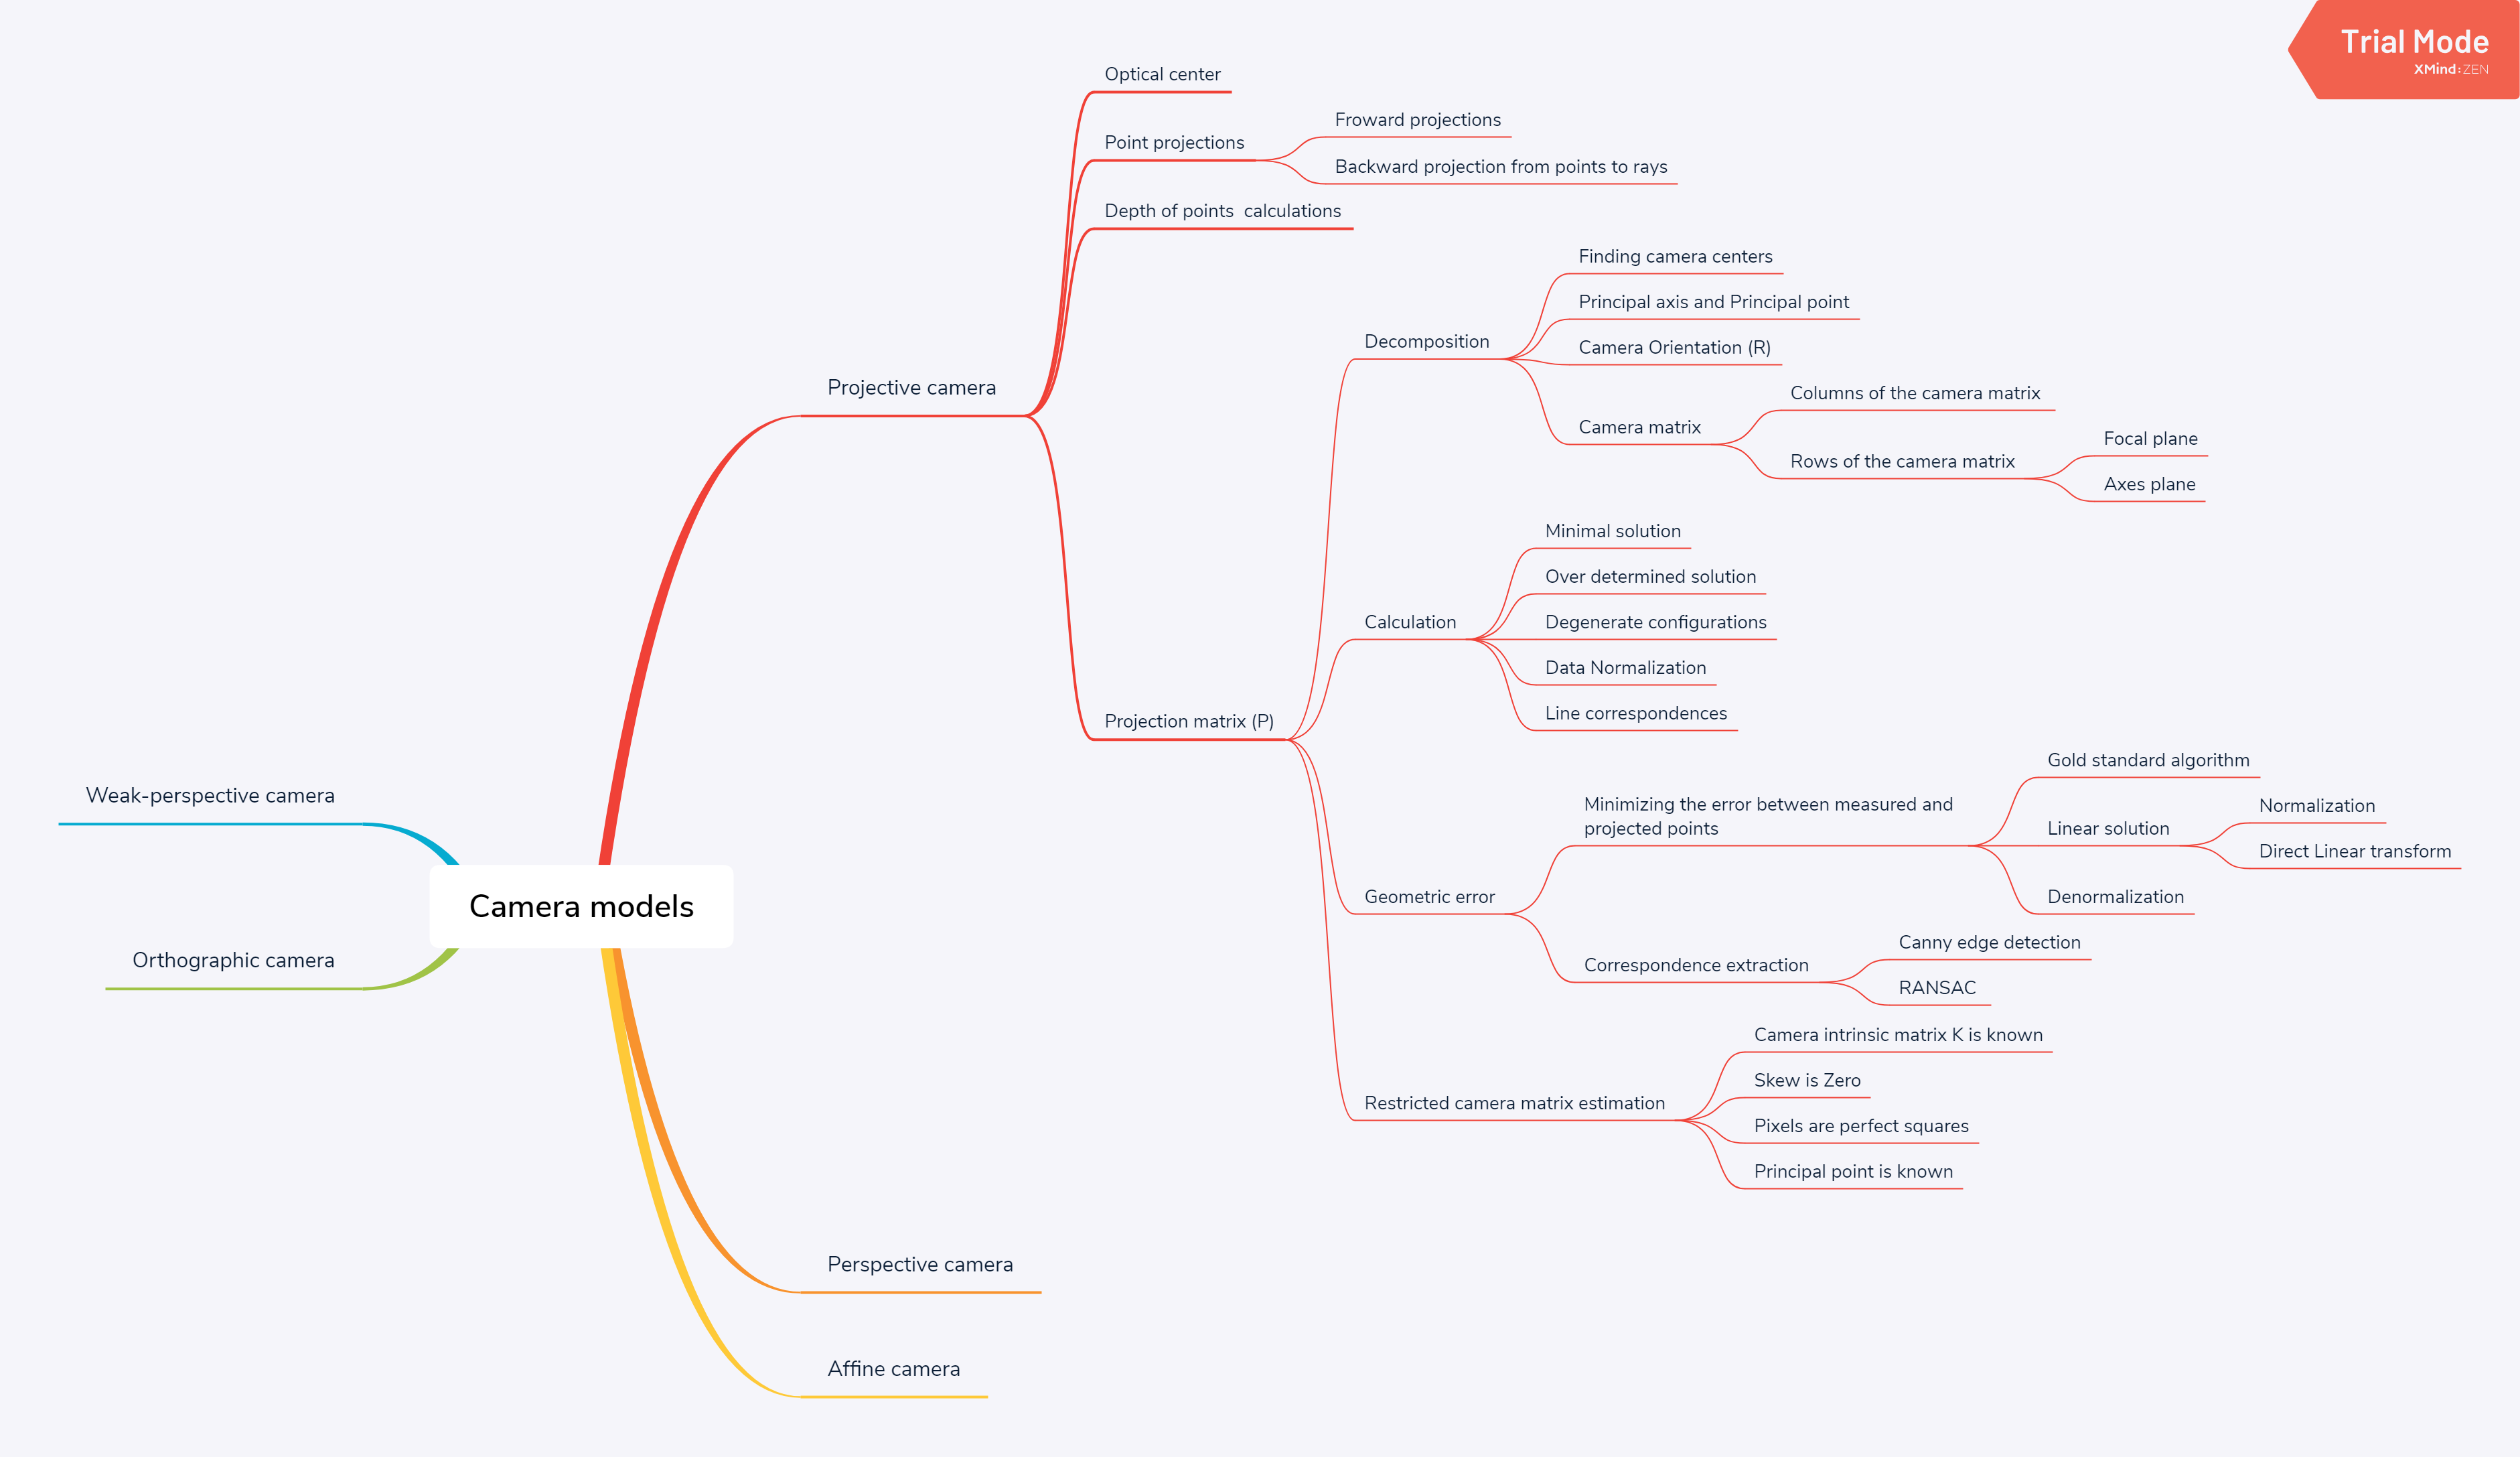 Trial Mode
XMind:ZEN
Optical center
Point projections
Froward projections
Backward projection from points to rays
Depth of points  calculations
Projective camera
Projection matrix (P)
Decomposition
Finding camera centers
Principal axis and Principal point
Camera Orientation (R)
Camera matrix
Columns of the camera matrix
Rows of the camera matrix
Focal plane
Axes plane
Calculation
Minimal solution
Over determined solution
Degenerate configurations
Data Normalization
Line correspondences
Geometric error
Minimizing the error between measured and
projected points
Gold standard algorithm
Linear solution
Normalization
Direct Linear transform
Denormalization
Correspondence extraction
Canny edge detection
RANSAC
Restricted camera matrix estimation
Camera intrinsic matrix K is known
Skew is Zero
Pixels are perfect squares
Principal point is known
Weak-perspective camera
Camera models
Orthographic camera
Perspective camera
Affine camera